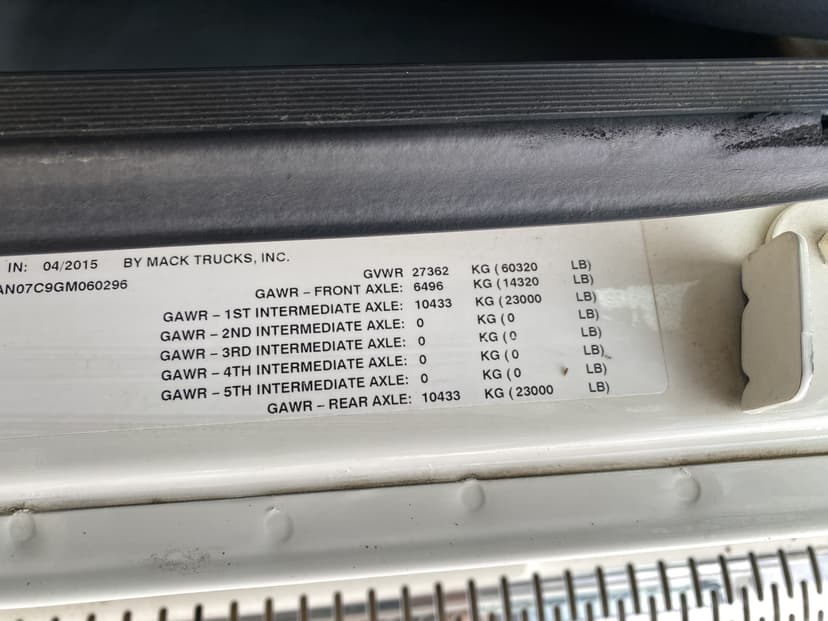 IN: 04/2015 BY MACK TRUCKS, INC.
AN07C9GM060296
GVWR 27362 KG ( 60320 LB)
GAWR – FRONT AXLE: 6496 KG ( 14320 LB)
GAWR – 1ST INTERMEDIATE AXLE: 10433 KG ( 23000 LB)
GAWR – 2ND INTERMEDIATE AXLE: 0 KG ( 0 LB)
GAWR – 3RD INTERMEDIATE AXLE: 0 KG ( 0 LB)
GAWR – 4TH INTERMEDIATE AXLE: 0 KG ( 0 LB)
GAWR – 5TH INTERMEDIATE AXLE: 0 KG ( 0 LB)
GAWR – REAR AXLE: 10433 KG ( 23000 LB)